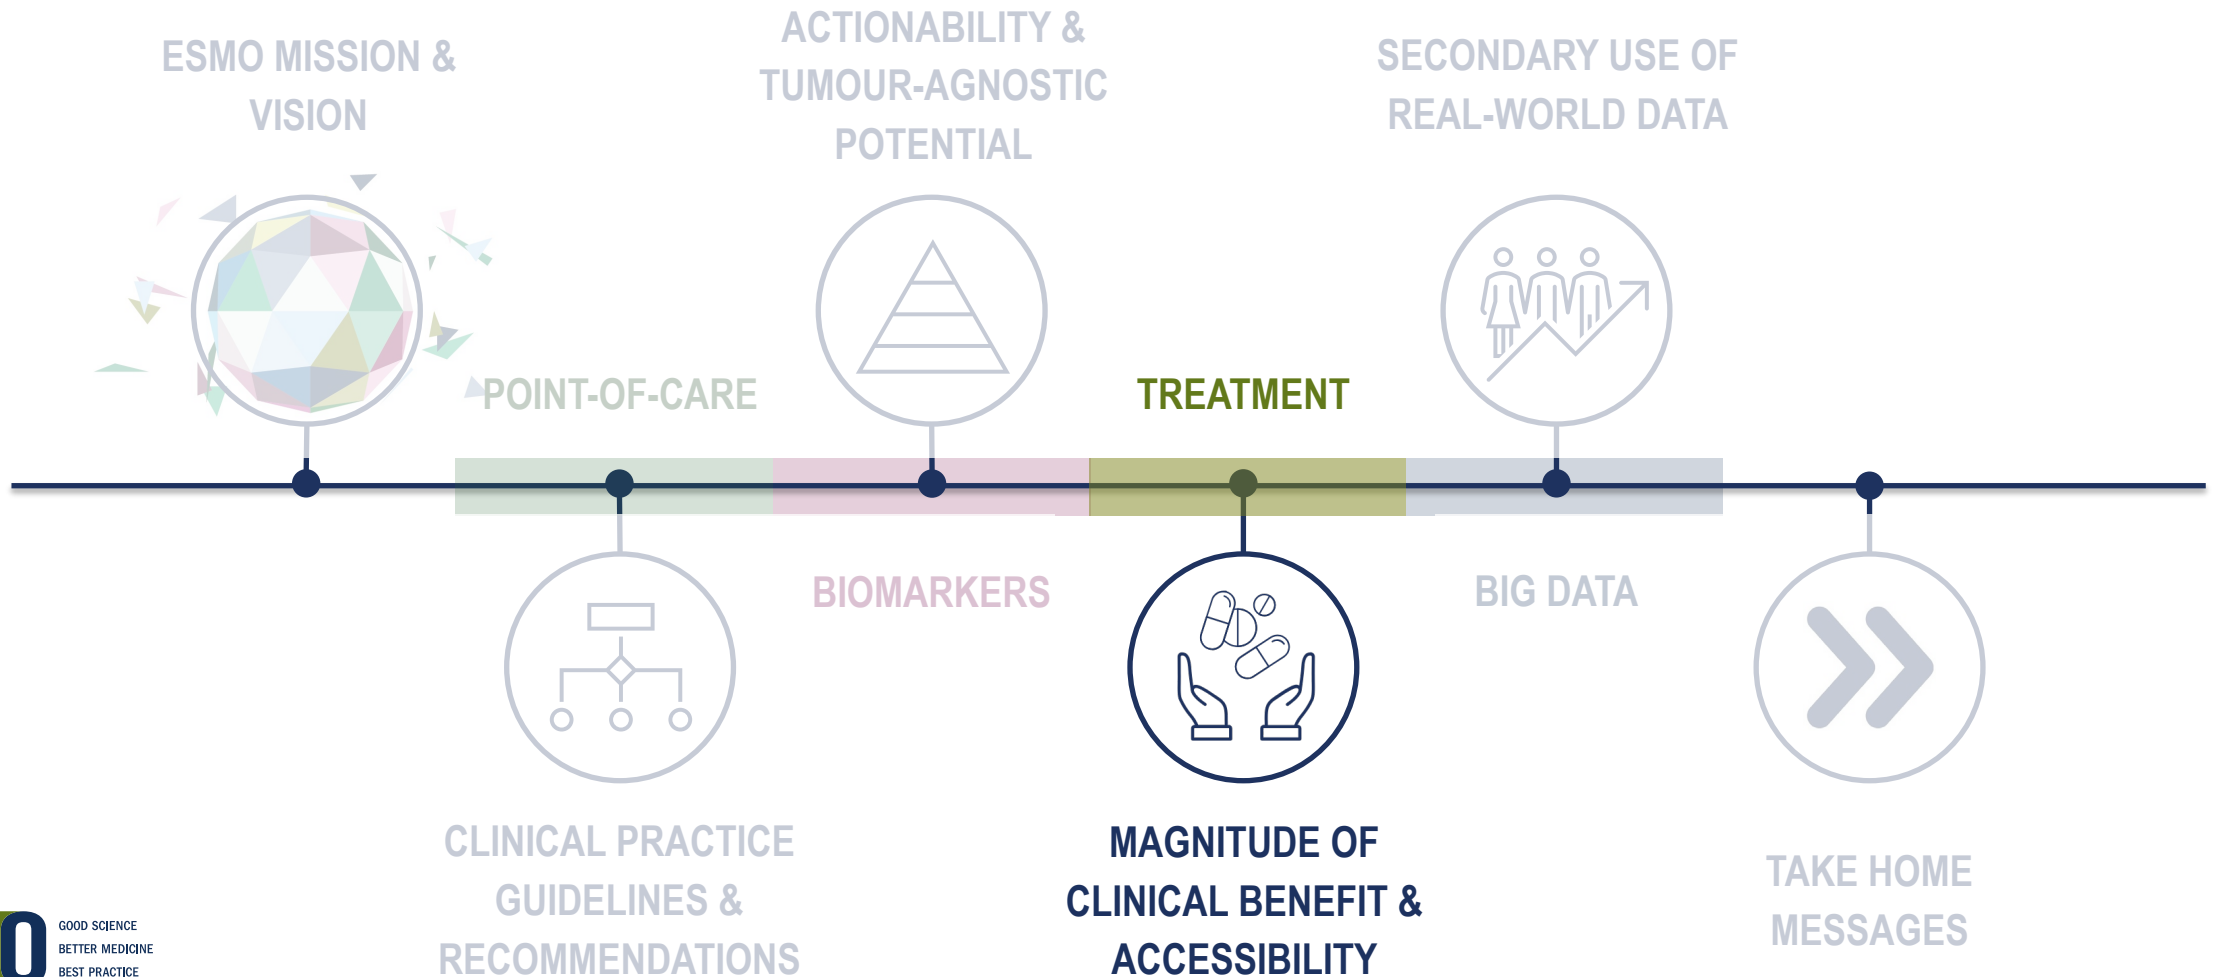 ESMO MISSION &
VISION
ACTIONABILITY &
TUMOUR-AGNOSTIC
POTENTIAL
SECONDARY USE OF
REAL-WORLD DATA
POINT-OF-CARE
TREATMENT
BIOMARKERS
BIG DATA
CLINICAL PRACTICE
GUIDELINES &
RECOMMENDATIONS
MAGNITUDE OF
CLINICAL BENEFIT &
ACCESSIBILITY
TAKE HOME
MESSAGES
O
GOOD SCIENCE
BETTER MEDICINE
BEST PRACTICE